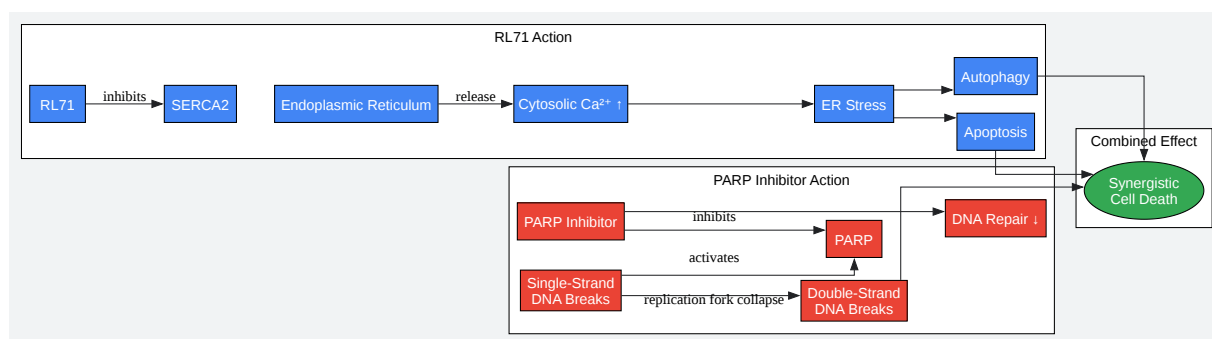 RL71 Action
RL71
inhibits
SERCA2
Endoplasmic Reticulum
release
Cytosolic Ca²⁺ ↑
ER Stress
Autophagy
Apoptosis
Combined Effect
Synergistic
Cell Death
PARP Inhibitor Action
PARP Inhibitor
inhibits
DNA Repair ↓
PARP
activates
Single-Strand
DNA Breaks
replication fork collapse
Double-Strand
DNA Breaks